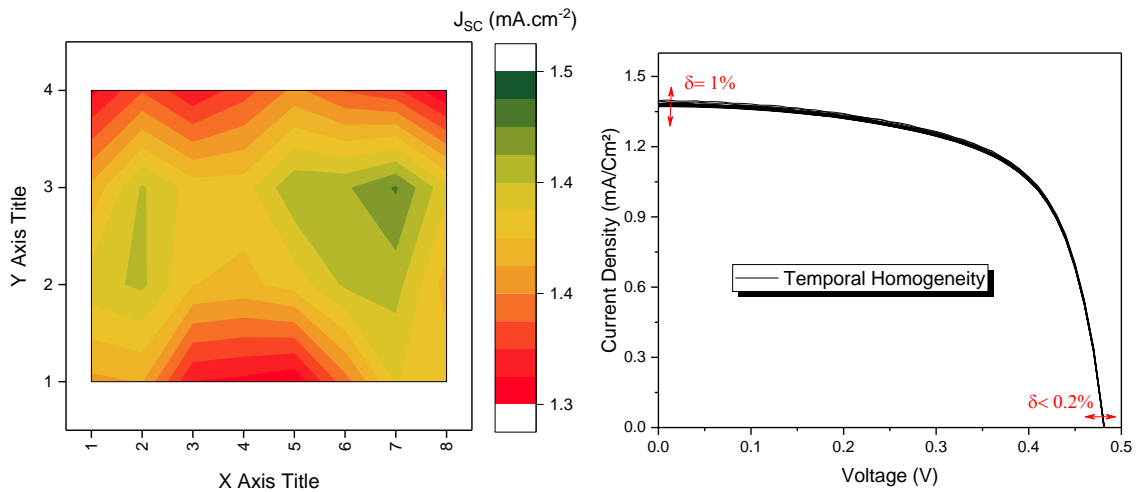 J_SC (mA.cm⁻²)
4
3
2
1
Y Axis Title
1 2 3 4 5 6 7 8
X Axis Title
1.5
1.4
1.4
1.3
1.5
1.2
0.9
0.6
0.3
0.0
Current Density (mA/Cm²)
δ= 1%
Temporal Homogeneity
δ< 0.2%
0.0 0.1 0.2 0.3 0.4 0.5
Voltage (V)